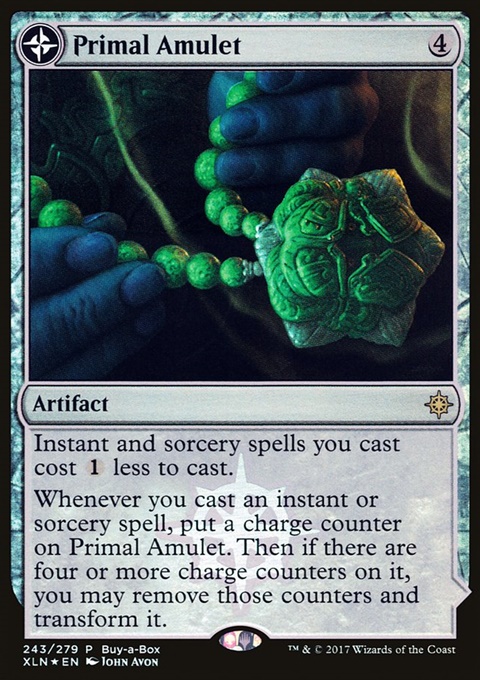 Primal Amulet 4
Artifact
Instant and sorcery spells you cast
cost 1 less to cast.
Whenever you cast an instant or
sorcery spell, put a charge counter
on Primal Amulet. Then if there are
four or more charge counters on it,
you may remove those counters and
transform it.
243/279 P Buy-a-Box
XLN★EN John Avon
™ & © 2017 Wizards of the Coast